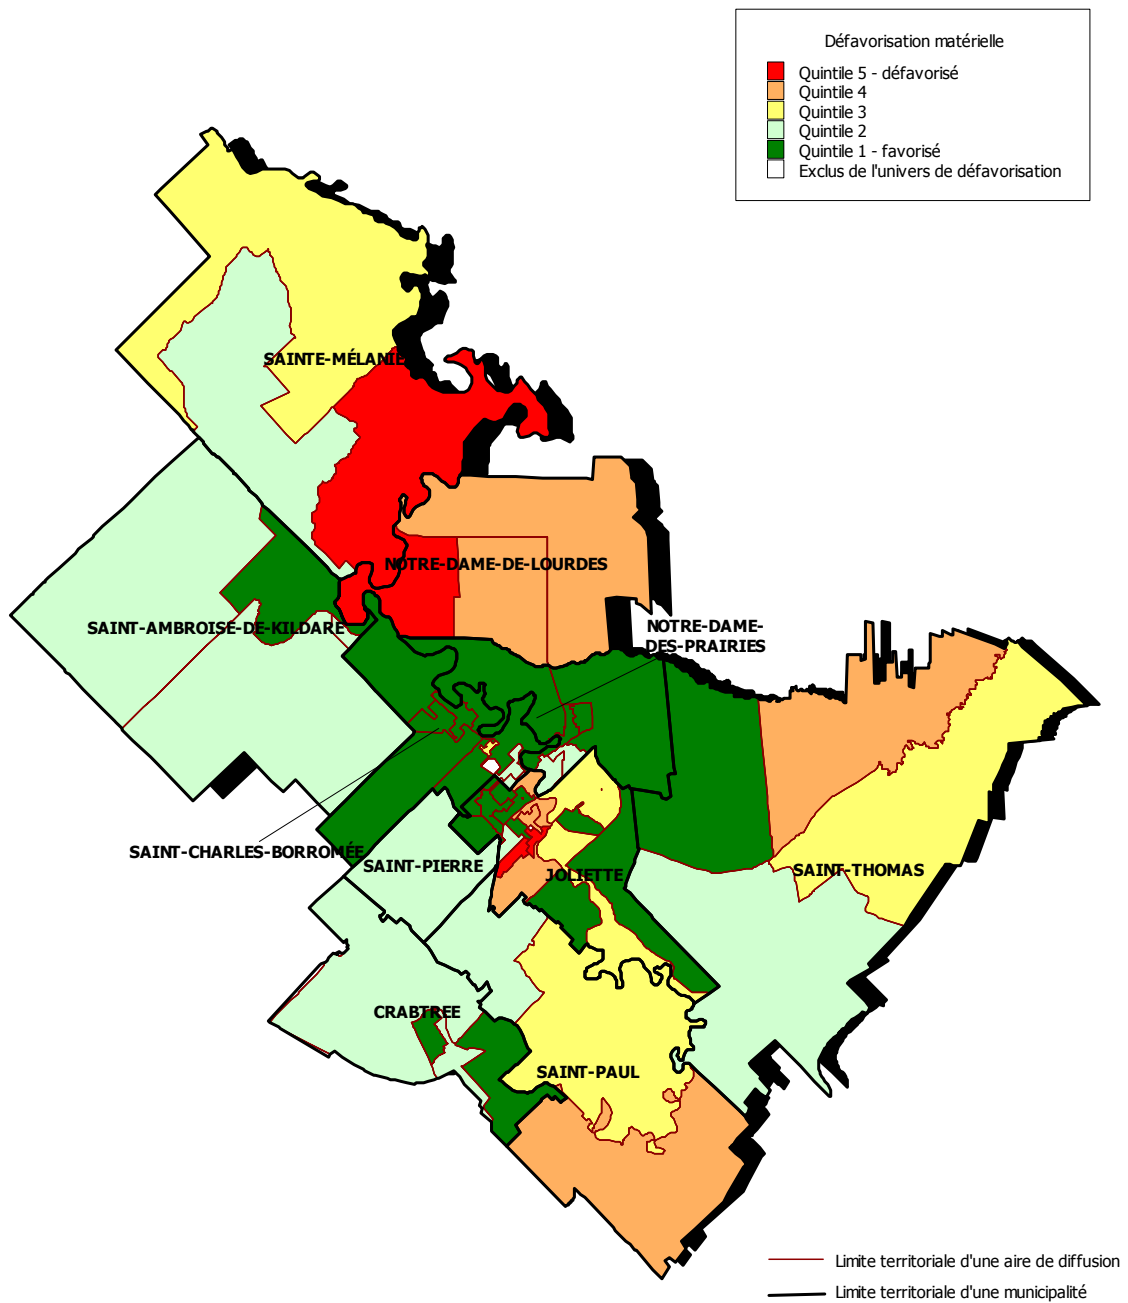 Défavorisation matérielle
Quintile 5 - défavorisé
Quintile 4
Quintile 3
Quintile 2
Quintile 1 - favorisé
Exclus de l'univers de défavorisation
SAINTE-MÉLANIE
NOTRE-DAME-DE-LOURDES
SAINT-AMBROISE-DE-KILDARE
NOTRE-DAME-
DES-PRAIRIES
SAINT-CHARLES-BORROMÉE
SAINT-PIERRE
JOLIETTE
SAINT-THOMAS
CRABTREE
SAINT-PAUL
Limite territoriale d'une aire de diffusion
Limite territoriale d'une municipalité